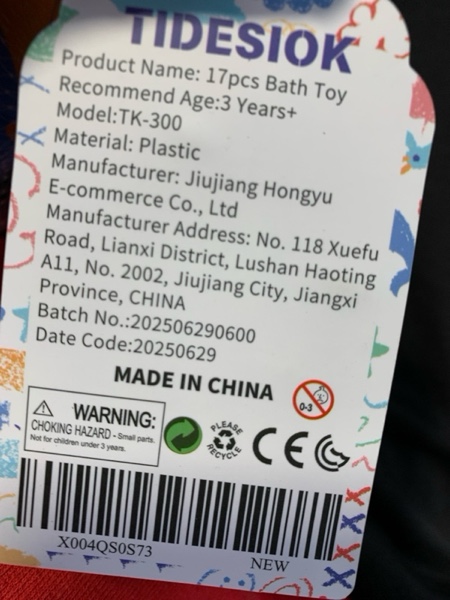 TIDESIOK
Product Name: 17pcs Bath Toy
Recommend Age:3 Years+
Model:TK-300
Material: Plastic
Manufacturer: Jiujiang Hongyu
E-commerce Co., Ltd
Manufacturer Address: No. 118 Xuefu
Road, Lianxi District, Lushan Haoting
A11, No. 2002, Jiujiang City, Jiangxi
Province, CHINA
Batch No.:202506290600
Date Code:20250629
MADE IN CHINA
0-3
WARNING:
CHOKING HAZARD - Small parts.
Not for children under 3 years.
PLEASE
RECYCLE
CE
X004QS0S73
NEW